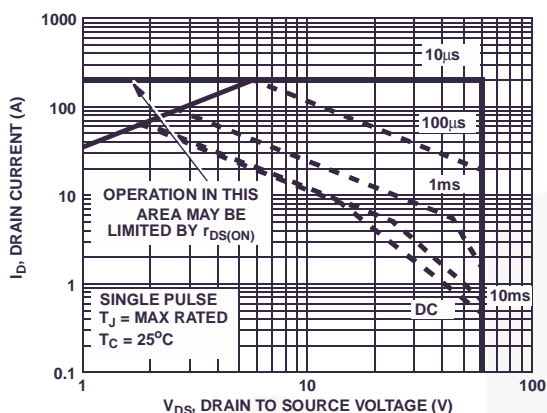 1000
100
10
1
0.1
I_D, DRAIN CURRENT (A)
10μs
100μs
1ms
10ms
DC
OPERATION IN THIS
AREA MAY BE
LIMITED BY r_DS(ON)
SINGLE PULSE
T_J = MAX RATED
T_C = 25°C
1
10
100
V_DS, DRAIN TO SOURCE VOLTAGE (V)